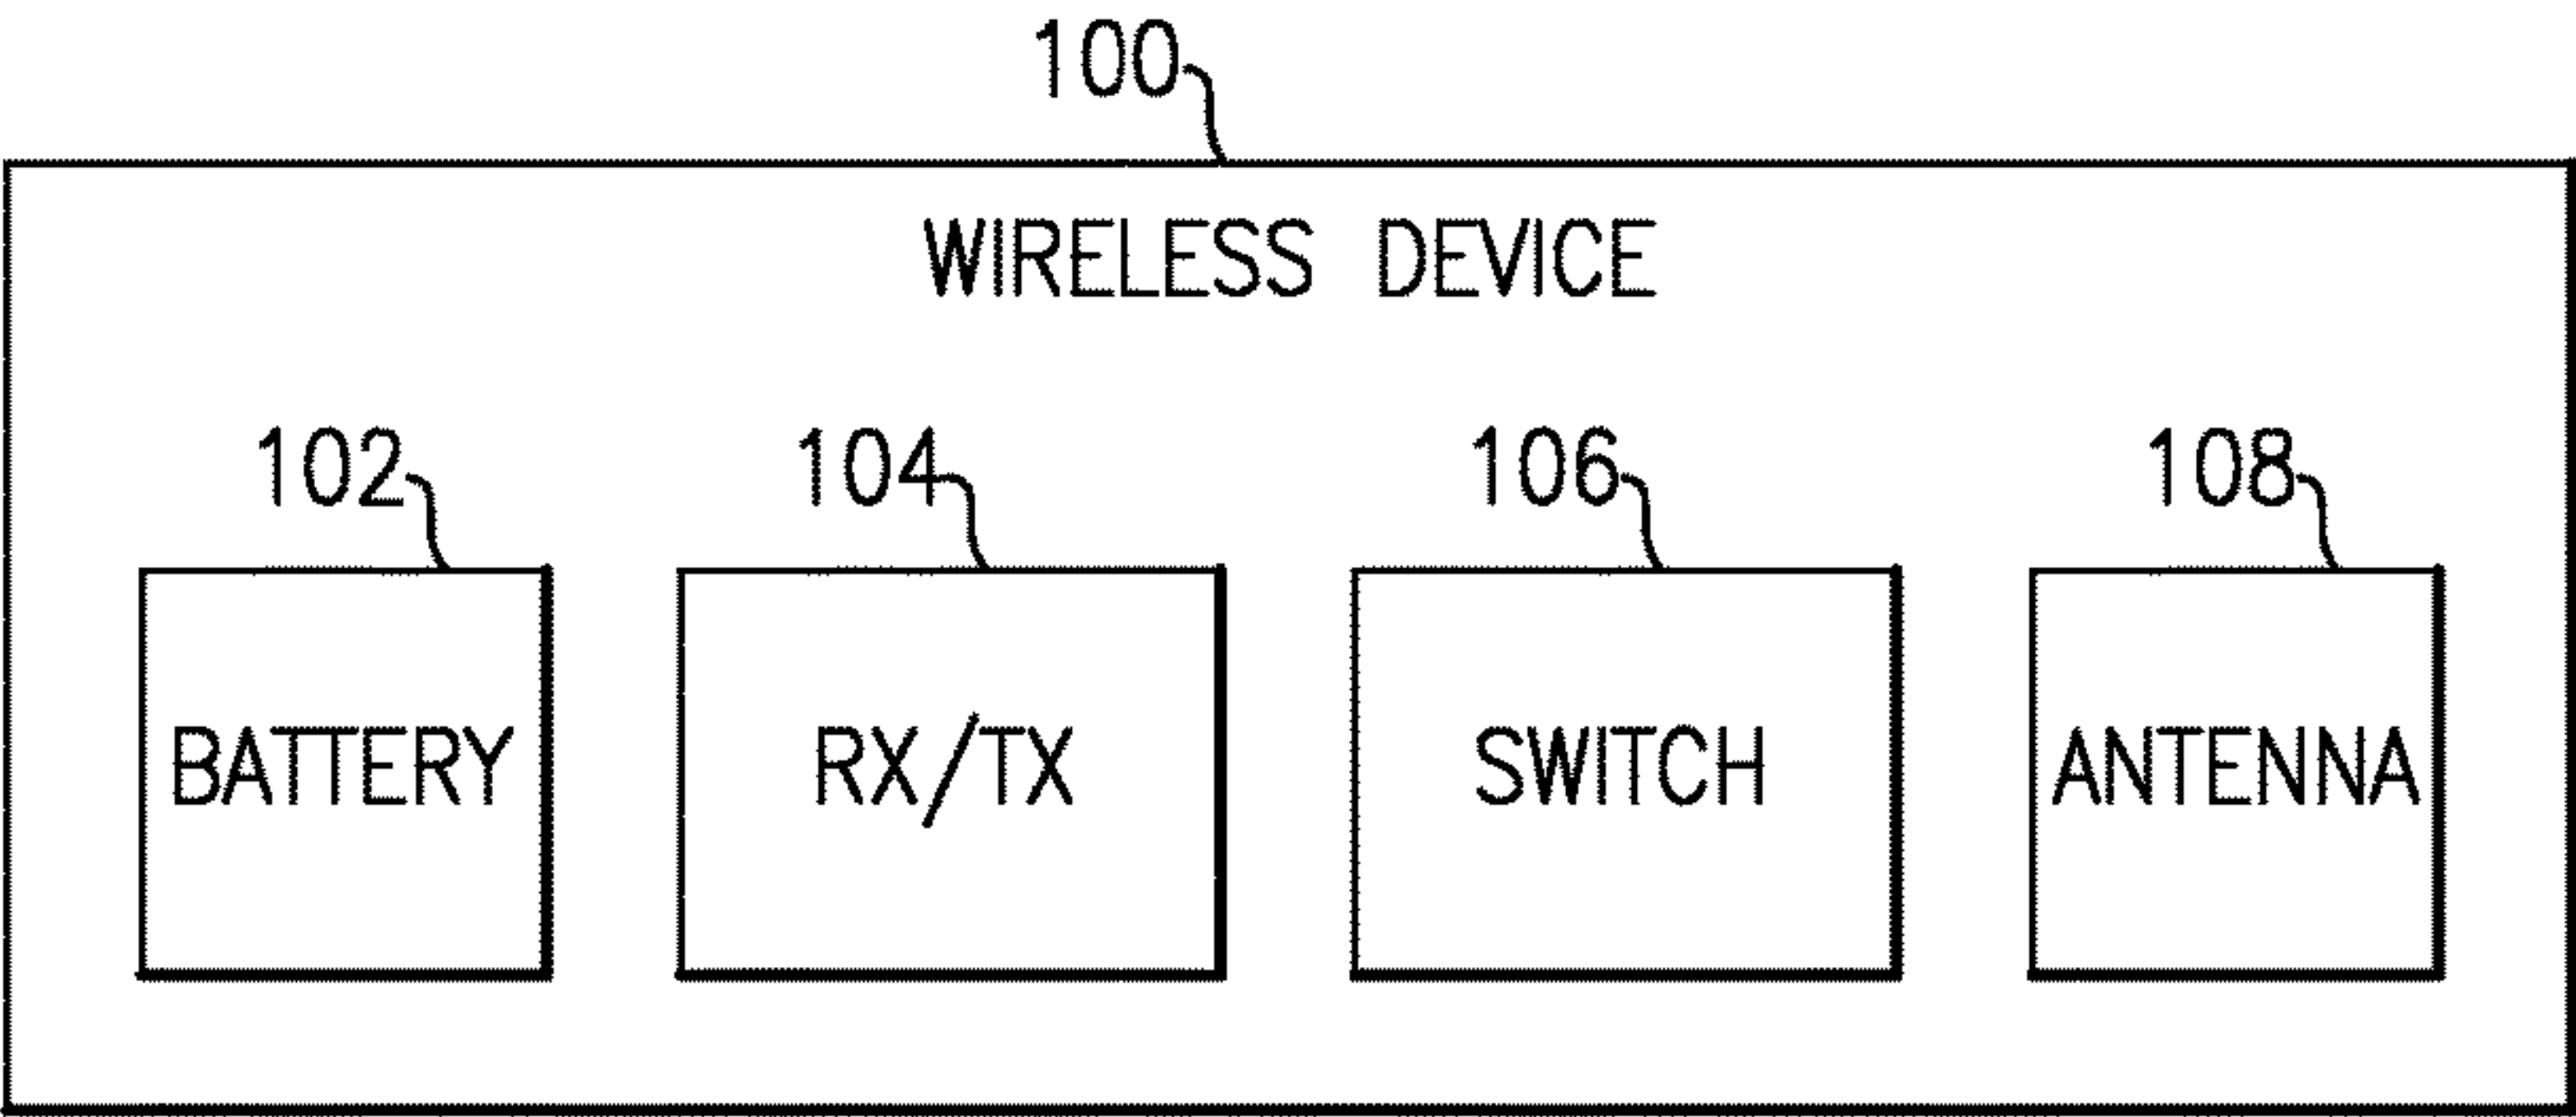 100
WIRELESS DEVICE
102 104 106 108
BATTERY RX/TX SWITCH ANTENNA